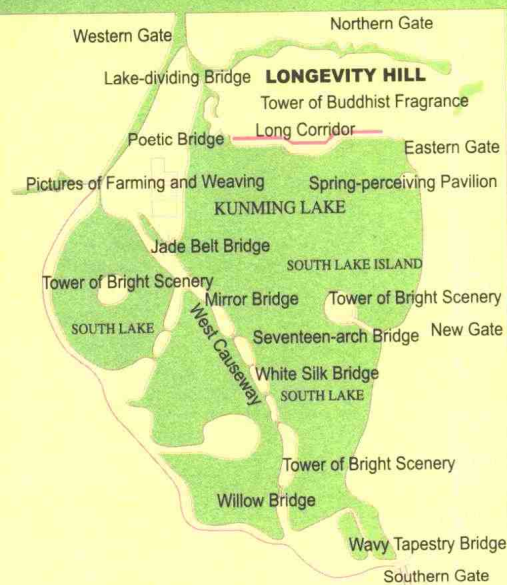 Northern Gate
Western Gate
Lake-dividing Bridge
LONGEVITY HILL
Tower of Buddhist Fragrance
Long Corridor
Poetic Bridge
Eastern Gate
Pictures of Farming and Weaving
Spring-perceiving Pavilion
KUNMING LAKE
Jade Belt Bridge
SOUTH LAKE ISLAND
Tower of Bright Scenery
Mirror Bridge
Tower of Bright Scenery
SOUTH LAKE
West Causeway
Seventeen-arch Bridge
New Gate
White Silk Bridge
SOUTH LAKE
Tower of Bright Scenery
Willow Bridge
Wavy Tapestry Bridge
Southern Gate